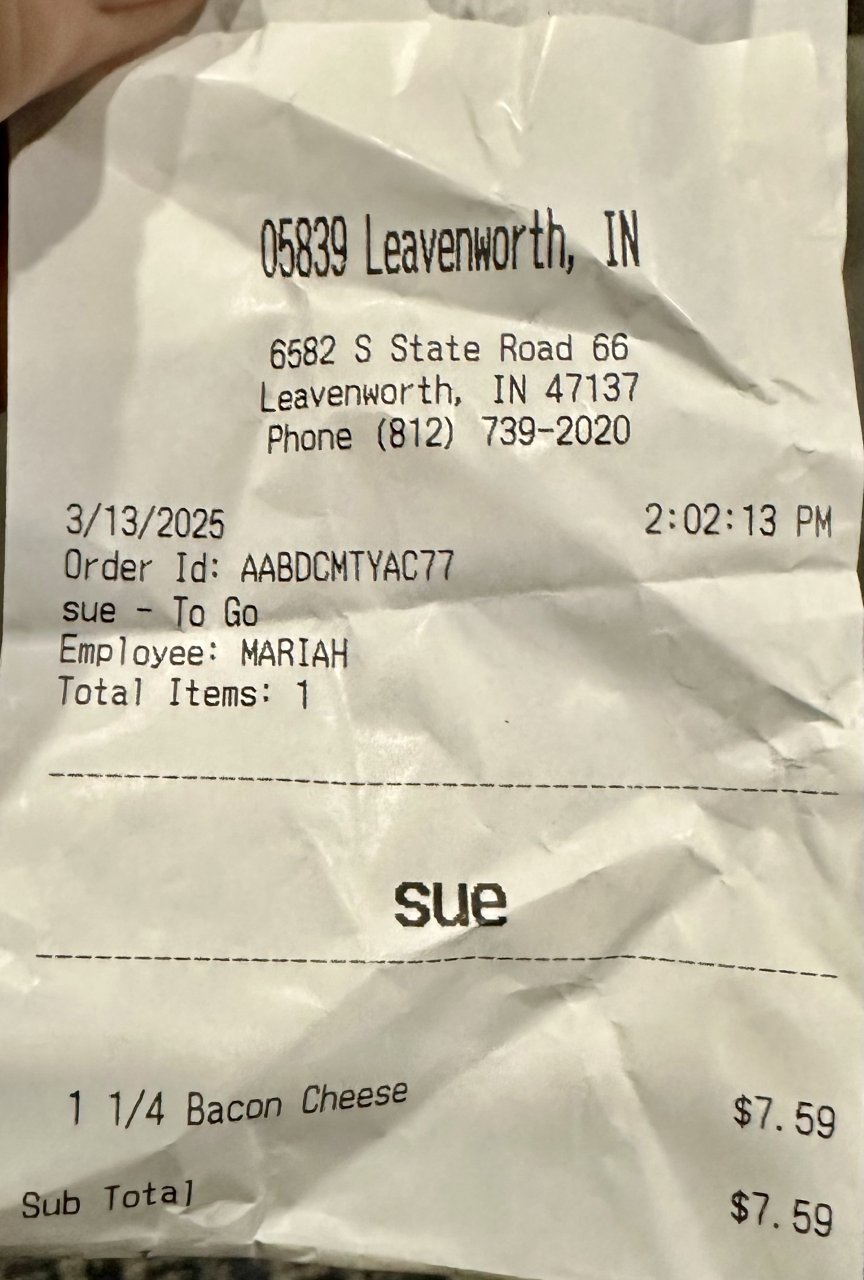 05839 Leavenworth, IN
6582 S State Road 66
Leavenworth, IN 47137
Phone (812) 739-2020
3/13/2025 2:02:13 PM
Order Id: AABDCMTYAC77
sue - To Go
Employee: MARIAH
Total Items: 1
sue
1 1/4 Bacon Cheese $7.59
Sub Total $7.59